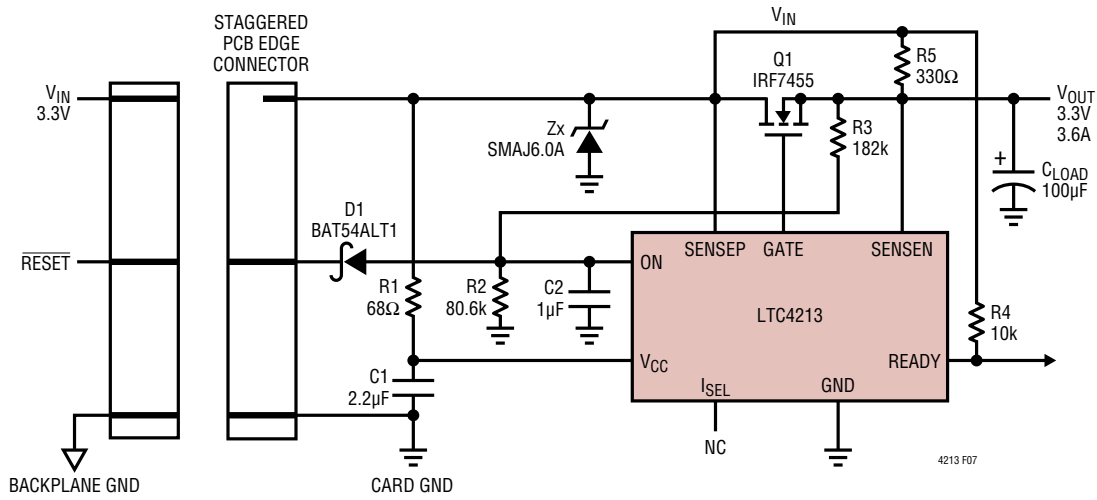 STAGGERED
PCB EDGE
CONNECTOR
VIN
3.3V
RESET
BACKPLANE GND
D1
BAT54ALT1
R1
68Ω
R2
80.6k
C2
1µF
C1
2.2µF
CARD GND
Zx
SMAJ6.0A
VIN
Q1
IRF7455
R5
330Ω
R3
182k
VOUT
3.3V
3.6A
+
CLOAD
100µF
SENSEP
GATE
SENSEN
ON
LTC4213
VCC
READY
ISEL
GND
NC
R4
10k
4213 F07